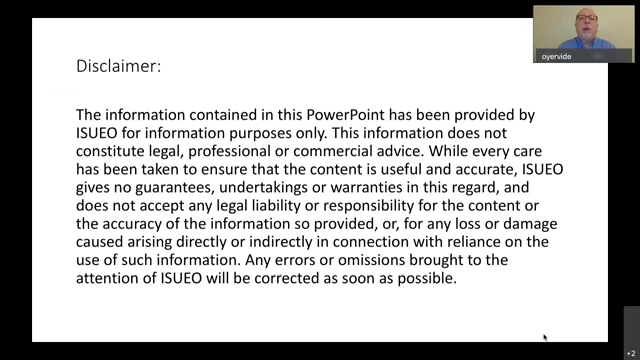 Disclaimer:
The information contained in this PowerPoint has been provided by
ISUEO for information purposes only. This information does not
constitute legal, professional or commercial advice. While every care
has been taken to ensure that the content is useful and accurate, ISUEO
gives no guarantees, undertakings or warranties in this regard, and
does not accept any legal liability or responsibility for the content or
the accuracy of the information so provided, or, for any loss or damage
caused arising directly or indirectly in connection with reliance on the
use of such information. Any errors or omissions brought to the
attention of ISUEO will be corrected as soon as possible.
oyervide
+2